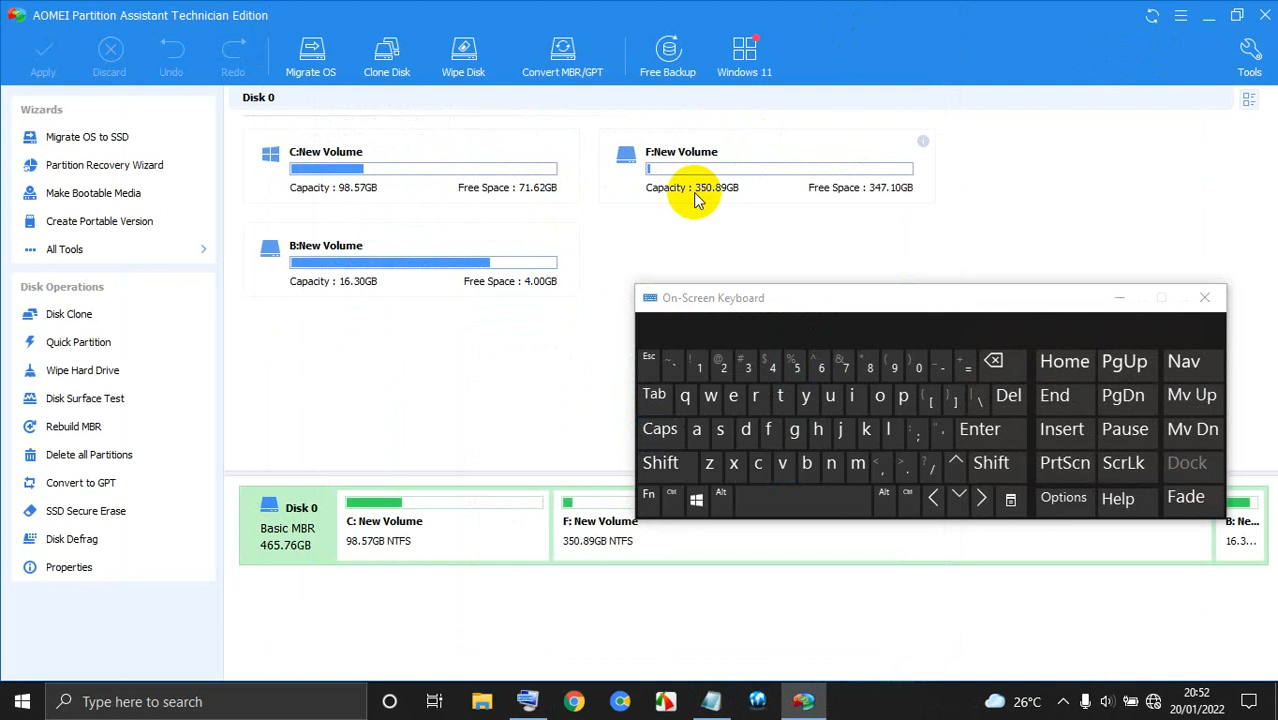 AOMEI Partition Assistant Technician Edition
Apply
Discard
Undo
Redo
Migrate OS
Clone Disk
Wipe Disk
Convert MBR/GPT
Free Backup
Windows 11
Tools
Wizards
Migrate OS to SSD
Partition Recovery Wizard
Make Bootable Media
Create Portable Version
All Tools
Disk Operations
Disk Clone
Quick Partition
Wipe Hard Drive
Disk Surface Test
Rebuild MBR
Delete all Partitions
Convert to GPT
SSD Secure Erase
Disk Defrag
Properties
Disk 0
C:New Volume
Capacity : 98.57GB Free Space : 71.62GB
F:New Volume
Capacity : 350.89GB Free Space : 347.10GB
B:New Volume
Capacity : 16.30GB Free Space : 4.00GB
On-Screen Keyboard
Esc ~ ` ! 1 @ 2 # 3 $ 4 % 5 ^ 6 & 7 * 8 ( 9 ) 0 _ - + = Home PgUp Nav
Tab q w e r t y u i o p { [ } ] | \ Del End PgDn Mv Up
Caps a s d f g h j k l : ; " ' Enter Insert Pause Mv Dn
Shift z x c v b n m < , > . ? / Shift PrtScn ScrLk Dock
Fn Ctrl Alt Alt Ctrl Options Help Fade
Disk 0
Basic MBR
465.76GB
C: New Volume
98.57GB NTFS
F: New Volume
350.89GB NTFS
B: Ne...
16.3...
Type here to search
26°C
20:52
20/01/2022